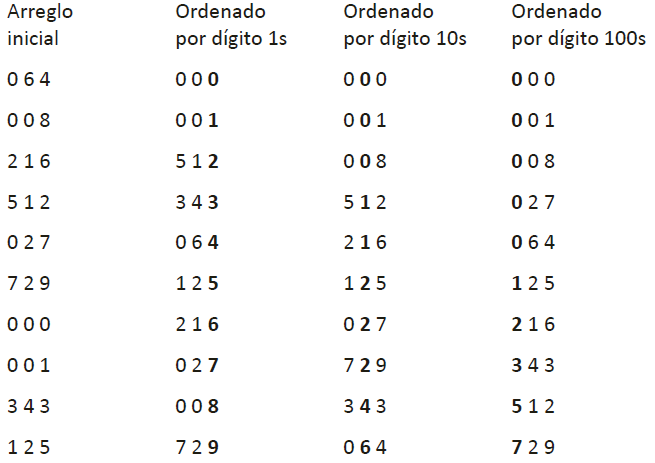 Arreglo Ordenado Ordenado Ordenado
inicial por dígito 1s por dígito 10s por dígito 100s
0 6 4 0 0 0 0 0 0 0 0 0
0 0 8 0 0 1 0 0 1 0 0 1
2 1 6 5 1 2 0 0 8 0 0 8
5 1 2 3 4 3 5 1 2 0 2 7
0 2 7 0 6 4 2 1 6 0 6 4
7 2 9 1 2 5 1 2 5 1 2 5
0 0 0 2 1 6 0 2 7 2 1 6
0 0 1 0 2 7 7 2 9 3 4 3
3 4 3 0 0 8 3 4 3 5 1 2
1 2 5 7 2 9 0 6 4 7 2 9